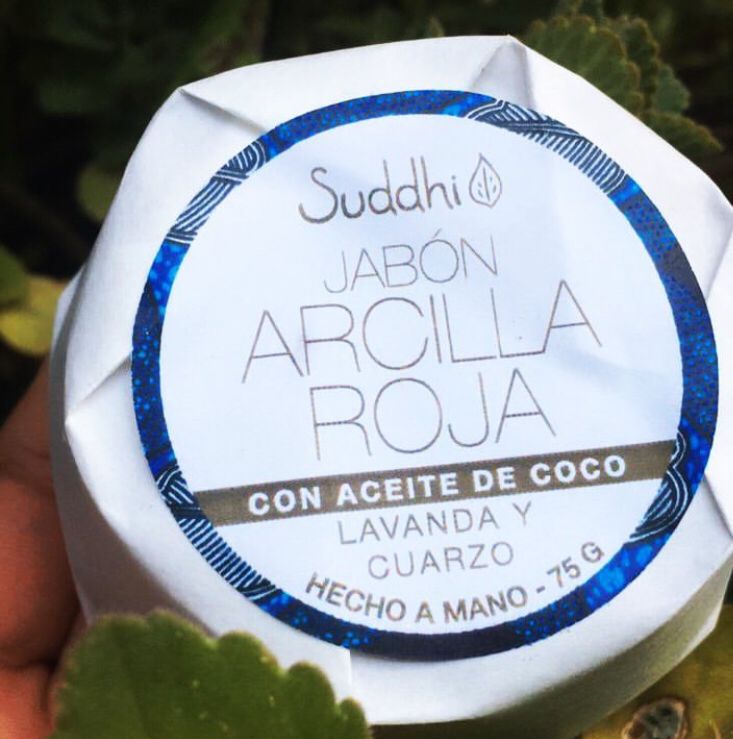 Suddhi
JABÓN
ARCILLA
ROJA
CON ACEITE DE COCO
LAVANDA Y
CUARZO
HECHO A MANO - 75 G